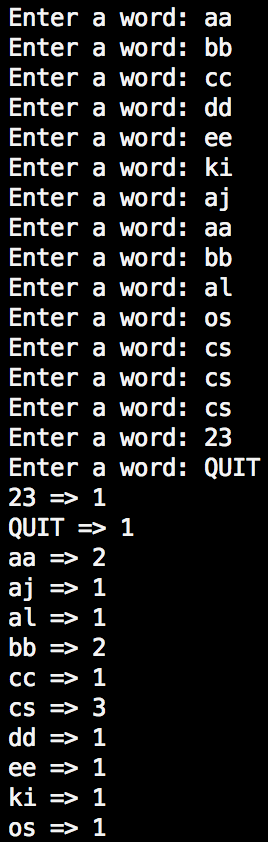 Enter a word: aa
Enter a word: bb
Enter a word: cc
Enter a word: dd
Enter a word: ee
Enter a word: ki
Enter a word: aj
Enter a word: aa
Enter a word: bb
Enter a word: al
Enter a word: os
Enter a word: cs
Enter a word: cs
Enter a word: cs
Enter a word: 23
Enter a word: QUIT
23 => 1
QUIT => 1
aa => 2
aj => 1
al => 1
bb => 2
cc => 1
cs => 3
dd => 1
ee => 1
ki => 1
os => 1